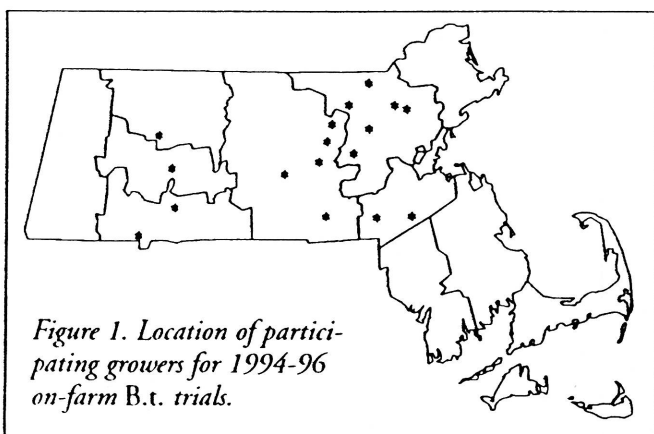 Figure 1. Location of partici-
pating growers for 1994-96
on-farm B.t. trials.